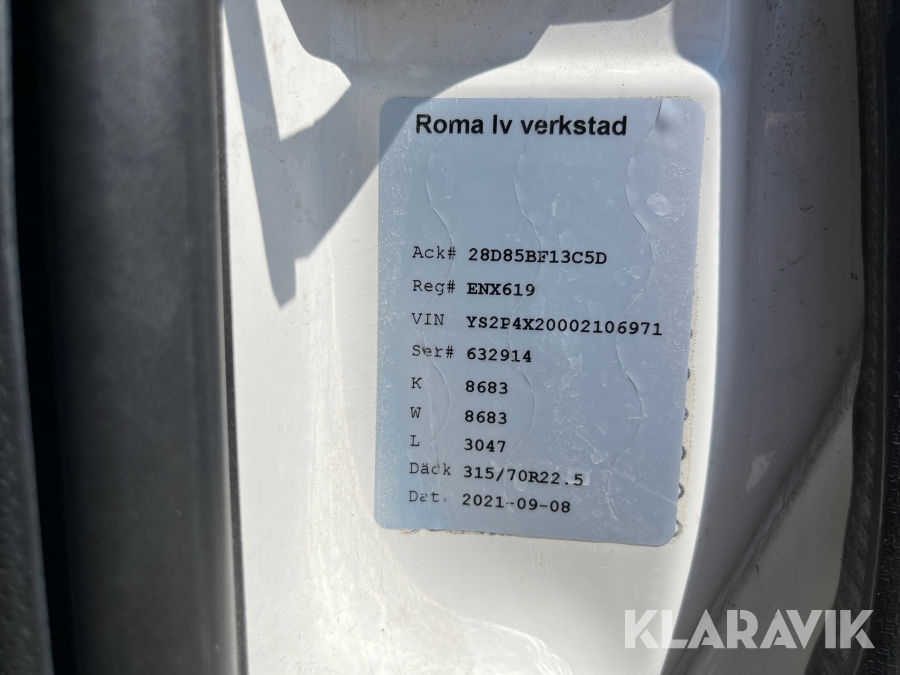 Roma lv verkstad
Ack# 28D85BF13C5D
Reg# ENX619
VIN YS2P4X20002106971
Ser# 632914
K 8683
W 8683
L 3047
Däck 315/70R22.5
Dat. 2021-09-08
KLARAVIK